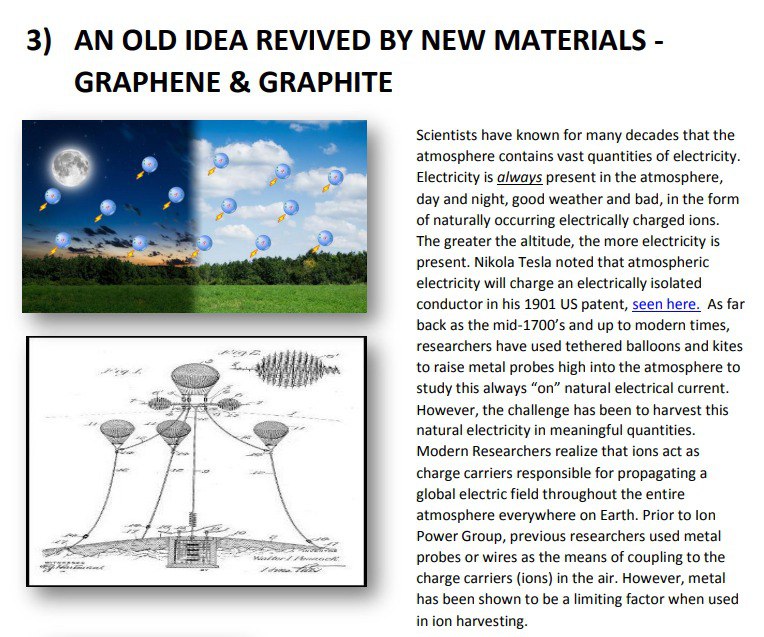 3) AN OLD IDEA REVIVED BY NEW MATERIALS -
GRAPHENE & GRAPHITE
Scientists have known for many decades that the
atmosphere contains vast quantities of electricity.
Electricity is always present in the atmosphere,
day and night, good weather and bad, in the form
of naturally occurring electrically charged ions.
The greater the altitude, the more electricity is
present. Nikola Tesla noted that atmospheric
electricity will charge an electrically isolated
conductor in his 1901 US patent, seen here. As far
back as the mid-1700’s and up to modern times,
researchers have used tethered balloons and kites
to raise metal probes high into the atmosphere to
study this always “on” natural electrical current.
However, the challenge has been to harvest this
natural electricity in meaningful quantities.
Modern Researchers realize that ions act as
charge carriers responsible for propagating a
global electric field throughout the entire
atmosphere everywhere on Earth. Prior to Ion
Power Group, previous researchers used metal
probes or wires as the means of coupling to the
charge carriers (ions) in the air. However, metal
has been shown to be a limiting factor when used
in ion harvesting.